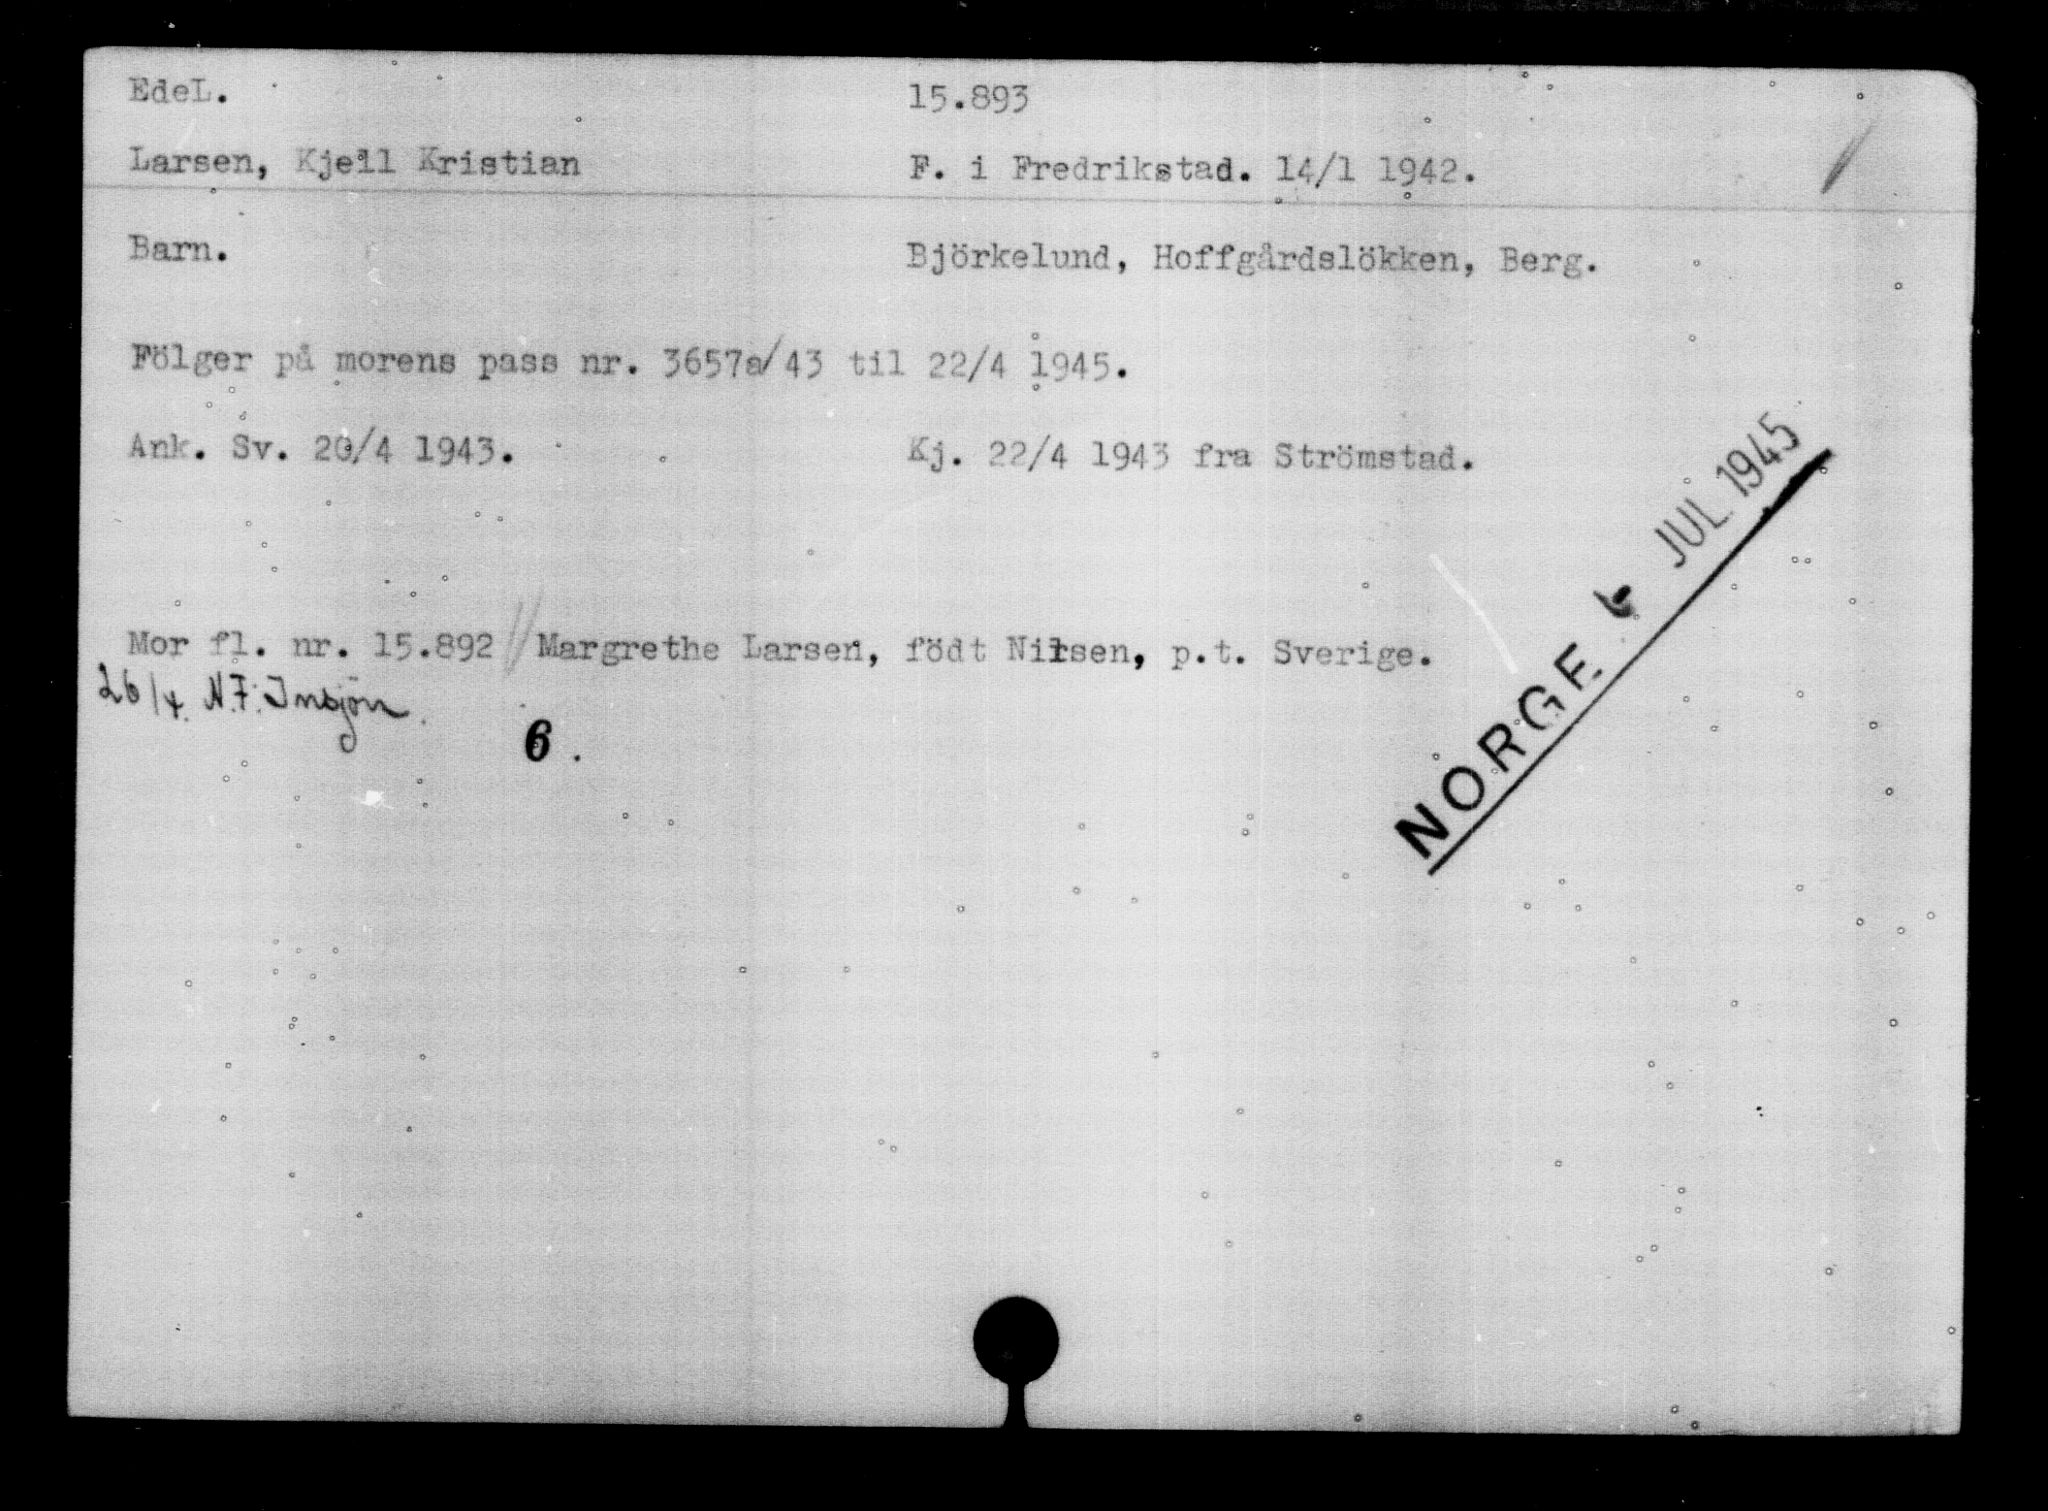 EdeL. 15.893
Larsen, Kjell Kristian F. i Fredrikstad. 14/1 1942.
Barn. Björkelund, Hoffgårdslökken, Berg.
Fölger på morens pass nr. 3657a/43 til 22/4 1945.
Ank. Sv. 20/4 1943. Kj. 22/4 1943 fra Strömstad.
Mor fl. nr. 15.892 // Margrethe Larsen, födt Nilsen, p.t. Sverige.
26/4. N.F. Insjön.
6.
NORGE JUL. 1945